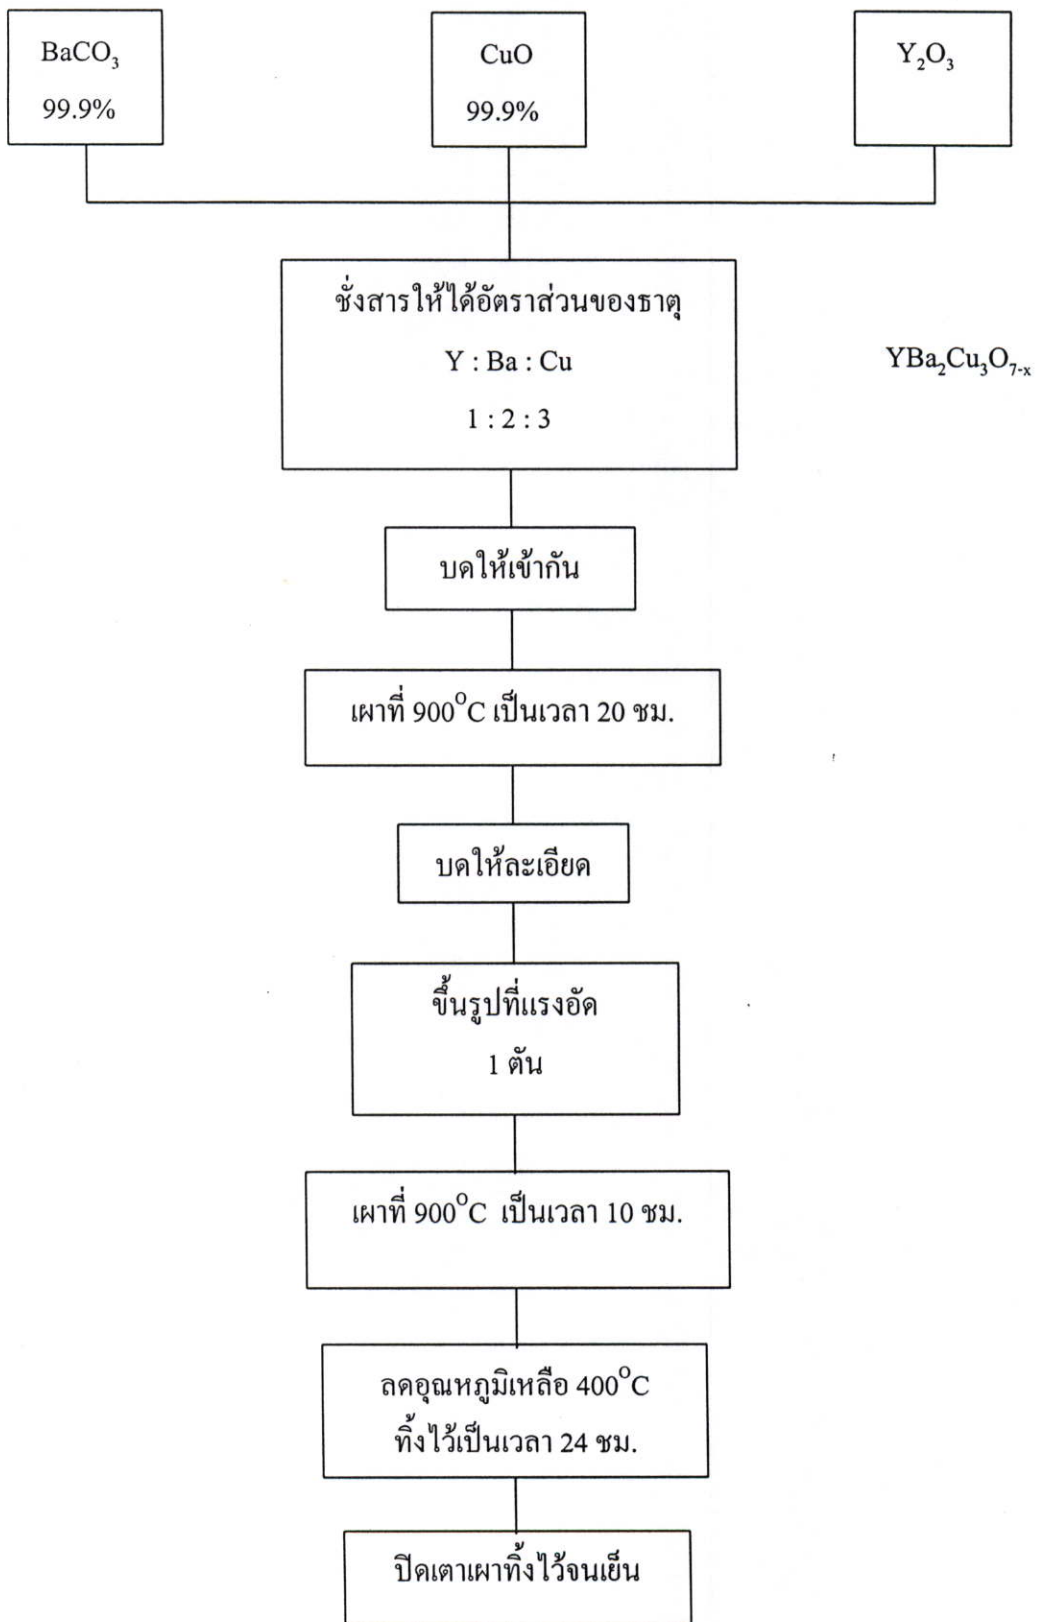 BaCO₃
99.9%
CuO
99.9%
Y₂O₃
ชั่งสารให้ได้อัตราส่วนของธาตุ
Y : Ba : Cu
1 : 2 : 3
YBa₂Cu₃O₇₋ₓ
บดให้เข้ากัน
เผาที่ 900°C เป็นเวลา 20 ชม.
บดให้ละเอียด
ขึ้นรูปที่แรงอัด
1 ตัน
เผาที่ 900°C เป็นเวลา 10 ชม.
ลดอุณหภูมิเหลือ 400°C
ทิ้งไว้เป็นเวลา 24 ชม.
ปิดเตาเผาทิ้งไว้จนเย็น